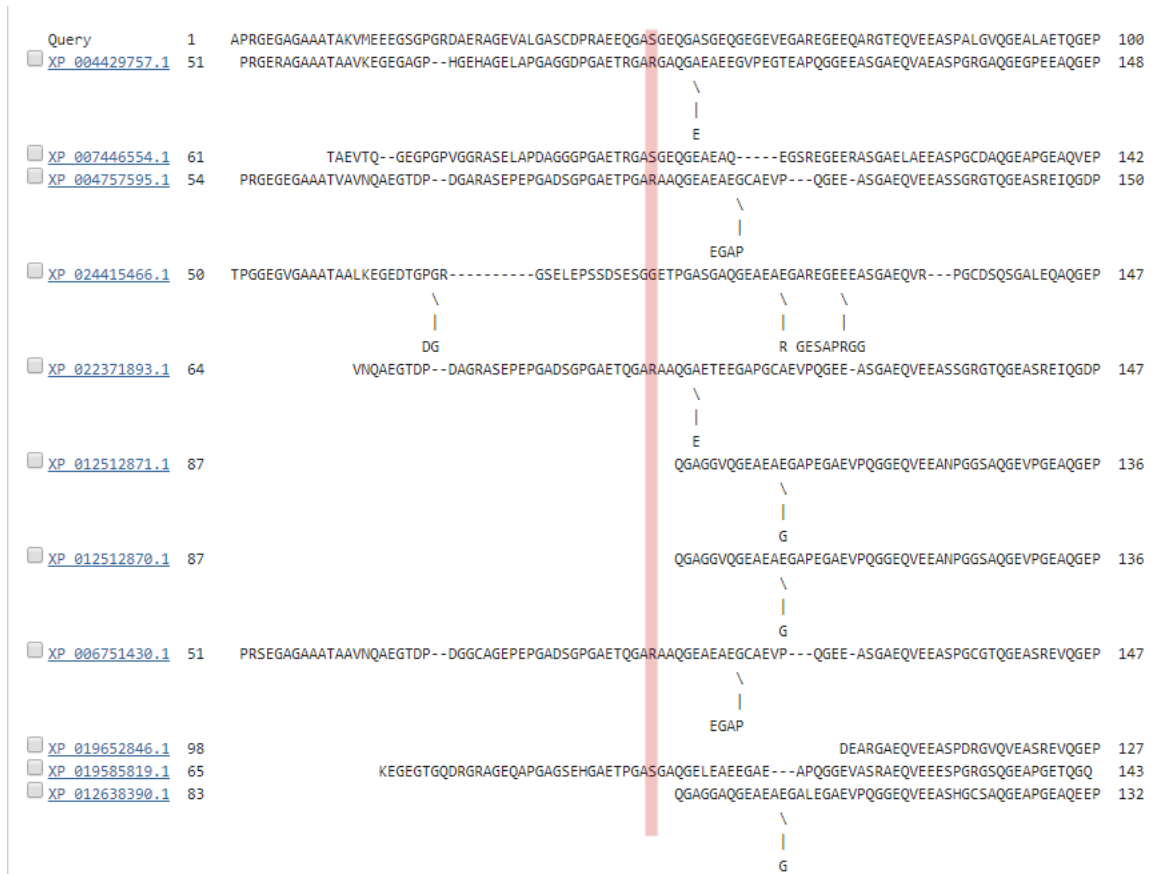 Query 1 APRGEGAGAAATAKVMEEEGSGPGRDAERAGEVALGASCDPRAEEQGASGEQGASGEQGEGEVEGAREGEEQARGTEQVEEASPALGVQGEALAETQGEP 100
XP_004429757.1 51 PRGERAGAAATAAVKEGEGAGP--HGEHAGELAPGAGGDPGAETRGARGAQGAEAEEGVPEGTEAPQGGEEASGAEQVAEASPGRGAQGEGPEEAQGEP 148
\
|
E
XP_007446554.1 61 TAEVTQ--GEGPGPVGGRASELAPDAGGGPGAETRGASGEQGEAEAQ-----EGSREGEERASGAELAEEASPGCDAQGEAPGEAQVEP 142
XP_004757595.1 54 PRGEGEGAAATVAVNQAEGTDP--DGARASEPEPGADSGPGAETPGARAAQGEAEAEGCAEVP---QGEE-ASGAEQVEEASSGRGTQGEASREIQGDP 150
\
|
EGAP
XP_024415466.1 50 TPGGEGVGAAATAALKEGEDTGPGR----------GSELEPSSDSESGGETPGASGAQGEAEAEGAREGEEEASGAEQVR---PGCDSQSGALEQAQGEP 147
\ \ \
| | |
DG R GESAPRGG
XP_022371893.1 64 VNQAEGTDP--DAGRASEPEPGADSGPGAETQGARAAQGAETEEGAPGCAEVPQGEE-ASGAEQVEEASSGRGTQGEASREIQGDP 147
\
|
E
XP_012512871.1 87 QGAGGVQGEAEAEGAPEGAEVPQGGEQVEEANPGGSAQGEVPGEAQGEP 136
\
|
G
XP_012512870.1 87 QGAGGVQGEAEAEGAPEGAEVPQGGEQVEEANPGGSAQGEVPGEAQGEP 136
\
|
G
XP_006751430.1 51 PRSEGAGAAATAAVNQAEGTDP--DGGCAGEPEPGADSGPGAETQGARAAQGEAEAEGCAEVP---QGEE-ASGAEQVEEASPGCGTQGEASREVQGEP 147
\
|
EGAP
XP_019652846.1 98 DEARGAEQVEEASPDRGVQVEASREVQGEP 127
XP_019585819.1 65 KEGEGTGQDRGRAGEQAPGAGSEHGAETPGASGAQGELEAEEGAE---APQGGEVASRAEQVEEESPGRGSQGEAPGETQGQ 143
XP_012638390.1 83 QGAGGAQGEAEAEGALEGAEVPQGGEQVEEASHGCSAQGEAPGEAQEEP 132
\
|
G